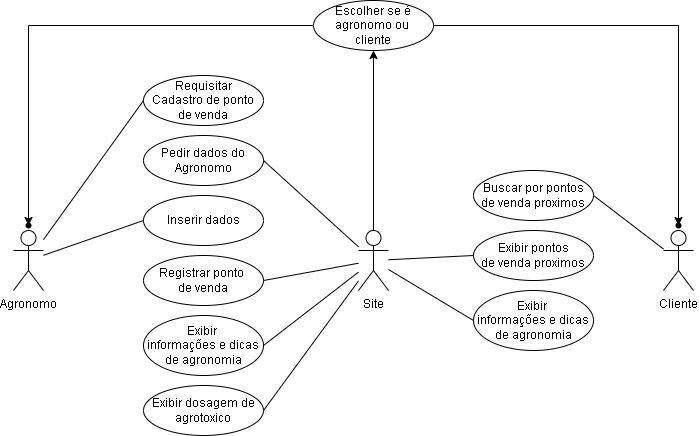 Escolher se é
agronomo ou
cliente
Requisitar
Cadastro de ponto
de venda
Pedir dados do
Agronomo
Buscar por pontos
de venda proximos
Inserir dados
Exibir pontos
de venda proximos
Registrar ponto
de venda
Agronomo
Site
Cliente
Exibir
informações e dicas
de agronomia
Exibir
informações e dicas
de agronomia
Exibir dosagem de
agrotoxico